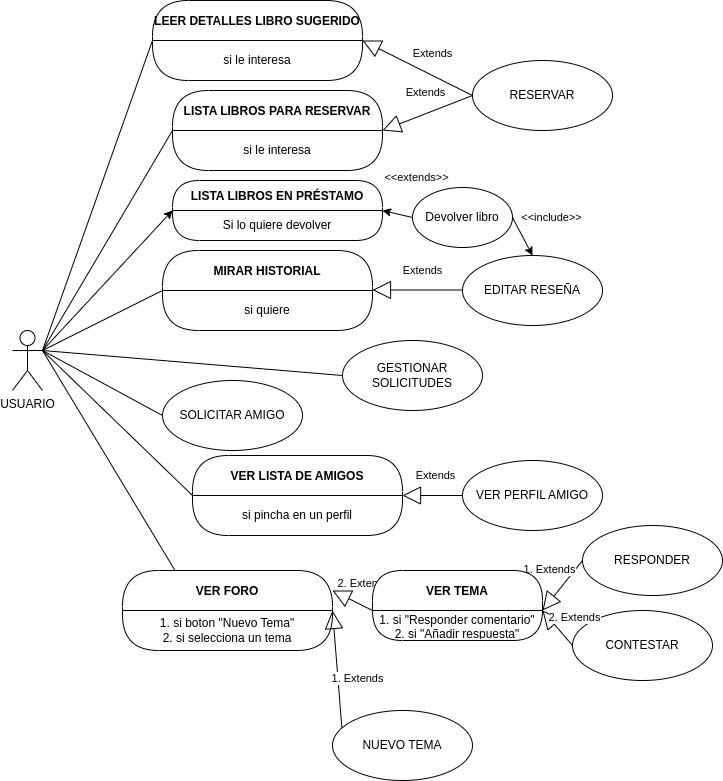 LEER DETALLES LIBRO SUGERIDO
si le interesa
Extends
RESERVAR
Extends
LISTA LIBROS PARA RESERVAR
si le interesa
<<extends>>
LISTA LIBROS EN PRÉSTAMO
Si lo quiere devolver
Devolver libro
<<include>>
MIRAR HISTORIAL
si quiere
Extends
EDITAR RESEÑA
USUARIO
GESTIONAR
SOLICITUDES
SOLICITAR AMIGO
VER LISTA DE AMIGOS
si pincha en un perfil
Extends
VER PERFIL AMIGO
VER FORO
1. si boton "Nuevo Tema"
2. si selecciona un tema
2. Exten
VER TEMA
1. si "Responder comentario"
2. si "Añadir respuesta"
1. Extends
RESPONDER
2. Extends
CONTESTAR
1. Extends
NUEVO TEMA